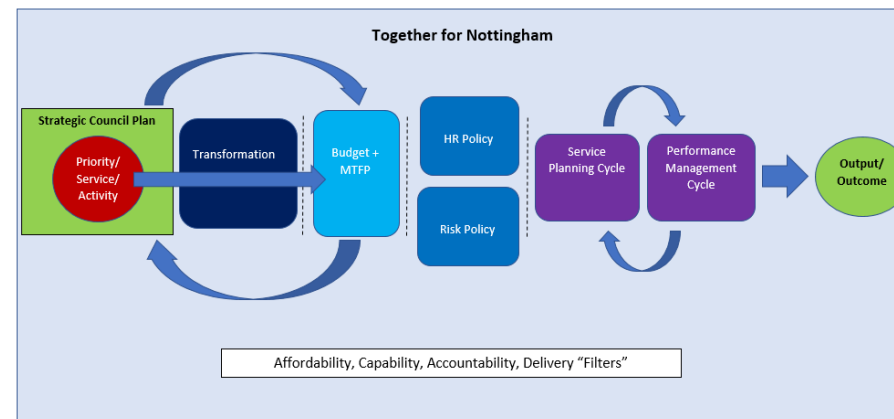 Together for Nottingham
Strategic Council Plan
Priority/
Service/
Activity
Transformation
Budget +
MTFP
HR Policy
Risk Policy
Service
Planning Cycle
Performance
Management
Cycle
Output/
Outcome
Affordability, Capability, Accountability, Delivery “Filters”